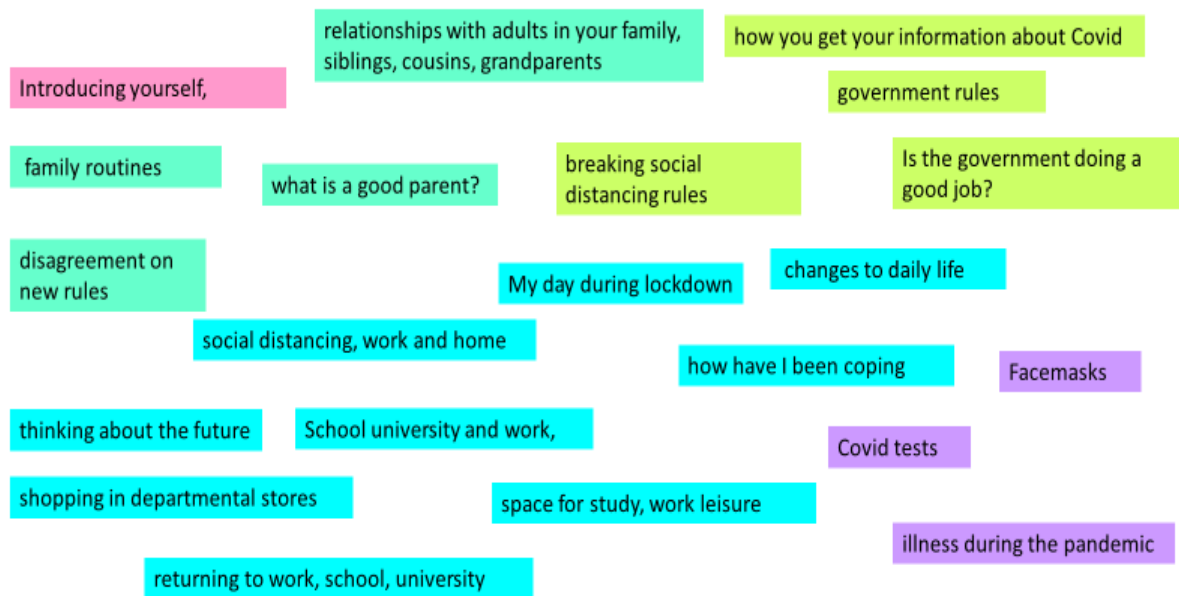 relationships with adults in your family,
siblings, cousins, grandparents
how you get your information about Covid
Introducing yourself,
government rules
family routines
what is a good parent?
breaking social
distancing rules
Is the government doing a
good job?
disagreement on
new rules
My day during lockdown
changes to daily life
social distancing, work and home
how have I been coping
Facemasks
thinking about the future
School university and work,
Covid tests
shopping in departmental stores
space for study, work leisure
illness during the pandemic
returning to work, school, university